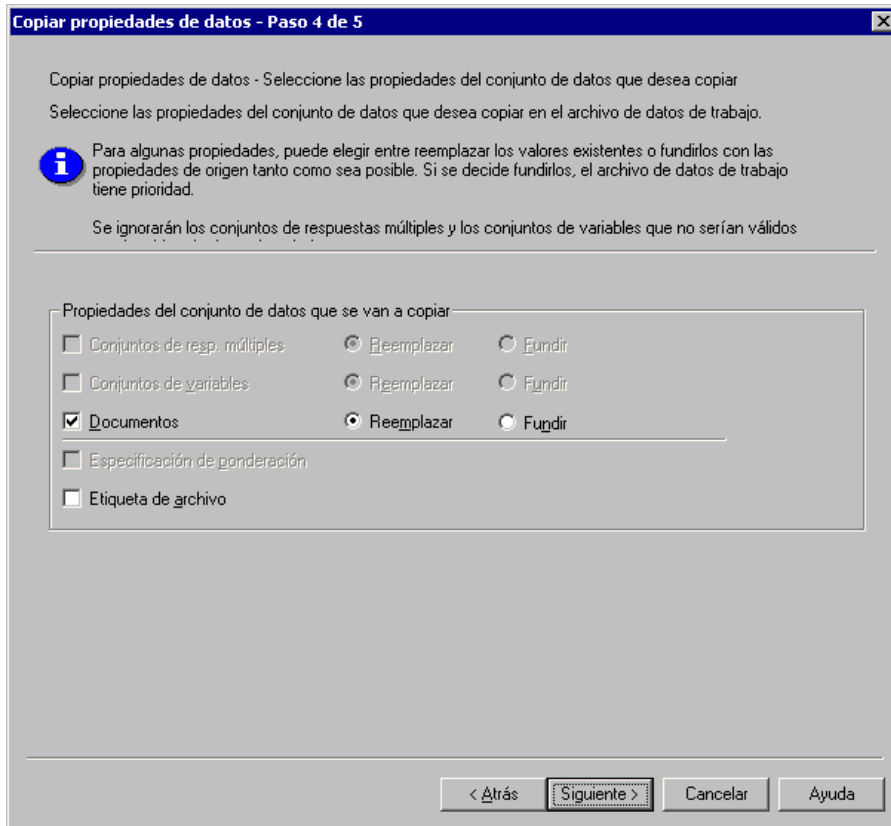 Copiar propiedades de datos - Paso 4 de 5
Copiar propiedades de datos - Seleccione las propiedades del conjunto de datos que desea copiar
Seleccione las propiedades del conjunto de datos que desea copiar en el archivo de datos de trabajo.
Para algunas propiedades, puede elegir entre reemplazar los valores existentes o fundirlos con las
propiedades de origen tanto como sea posible. Si se decide fundirlos, el archivo de datos de trabajo
tiene prioridad.
Se ignorarán los conjuntos de respuestas múltiples y los conjuntos de variables que no serían válidos
Propiedades del conjunto de datos que se van a copiar
Conjuntos de resp. múltiples Reemplazar Fundir
Conjuntos de variables Reemplazar Fundir
Documentos Reemplazar Fundir
Especificación de ponderación
Etiqueta de archivo
< Atrás Siguiente > Cancelar Ayuda